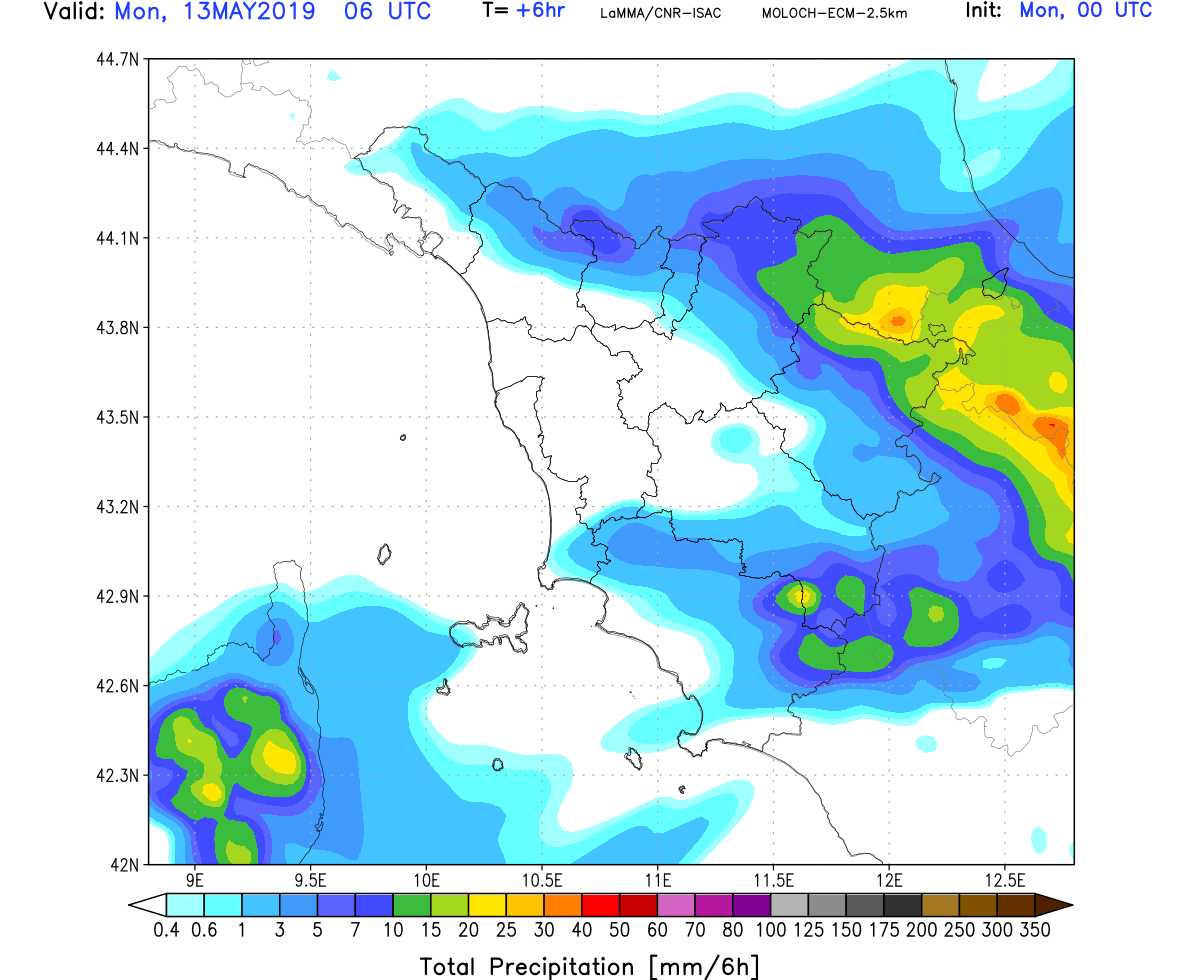 Valid: Mon, 13MAY2019 06 UTC T= +6hr LaMMA/CNR-ISAC MOLOCH-ECM-2.5km Init: Mon, 00 UTC
44.7N
44.4N
44.1N
43.8N
43.5N
43.2N
42.9N
42.6N
42.3N
42N
9E 9.5E 10E 10.5E 11E 11.5E 12E 12.5E
0.4 0.6 1 3 5 7 10 15 20 25 30 40 50 60 70 80 100 125 150 175 200 250 300 350
Total Precipitation [mm/6h]